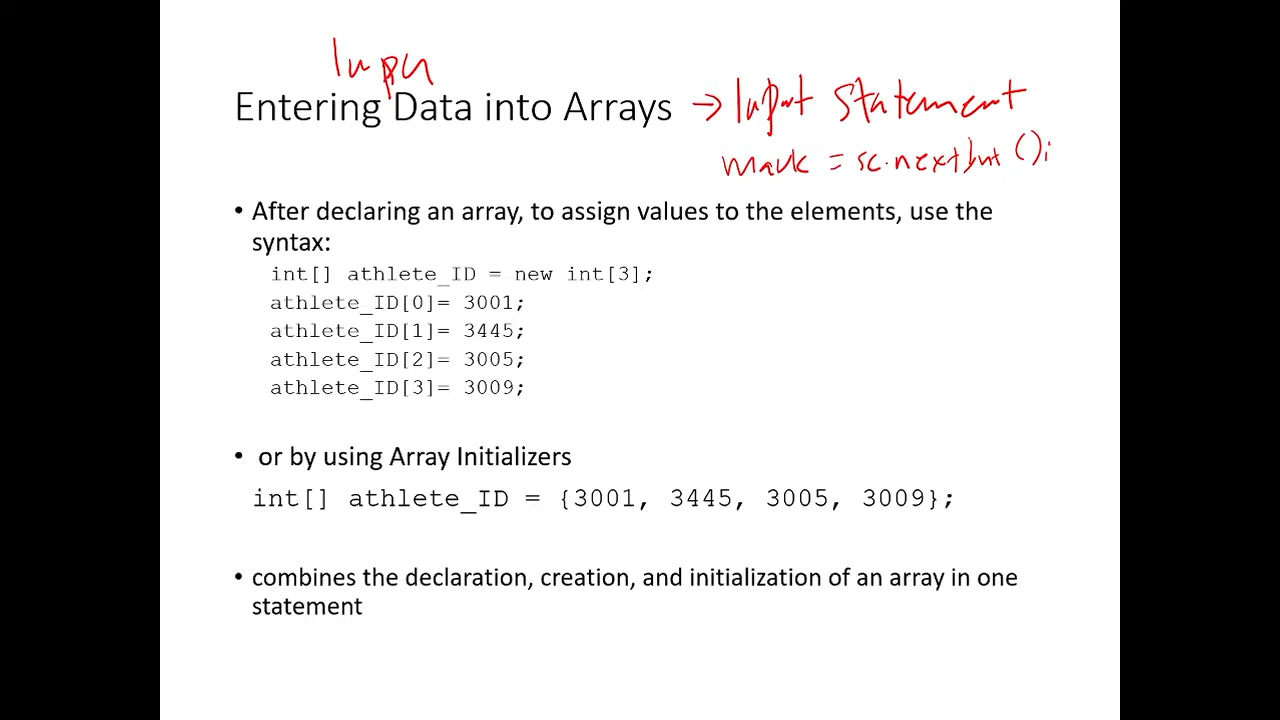 Inpu
Entering Data into Arrays → Input Statement
mark = sc.nextInt();
• After declaring an array, to assign values to the elements, use the
syntax:
int[] athlete_ID = new int[3];
athlete_ID[0]= 3001;
athlete_ID[1]= 3445;
athlete_ID[2]= 3005;
athlete_ID[3]= 3009;
• or by using Array Initializers
int[] athlete_ID = {3001, 3445, 3005, 3009};
• combines the declaration, creation, and initialization of an array in one
statement